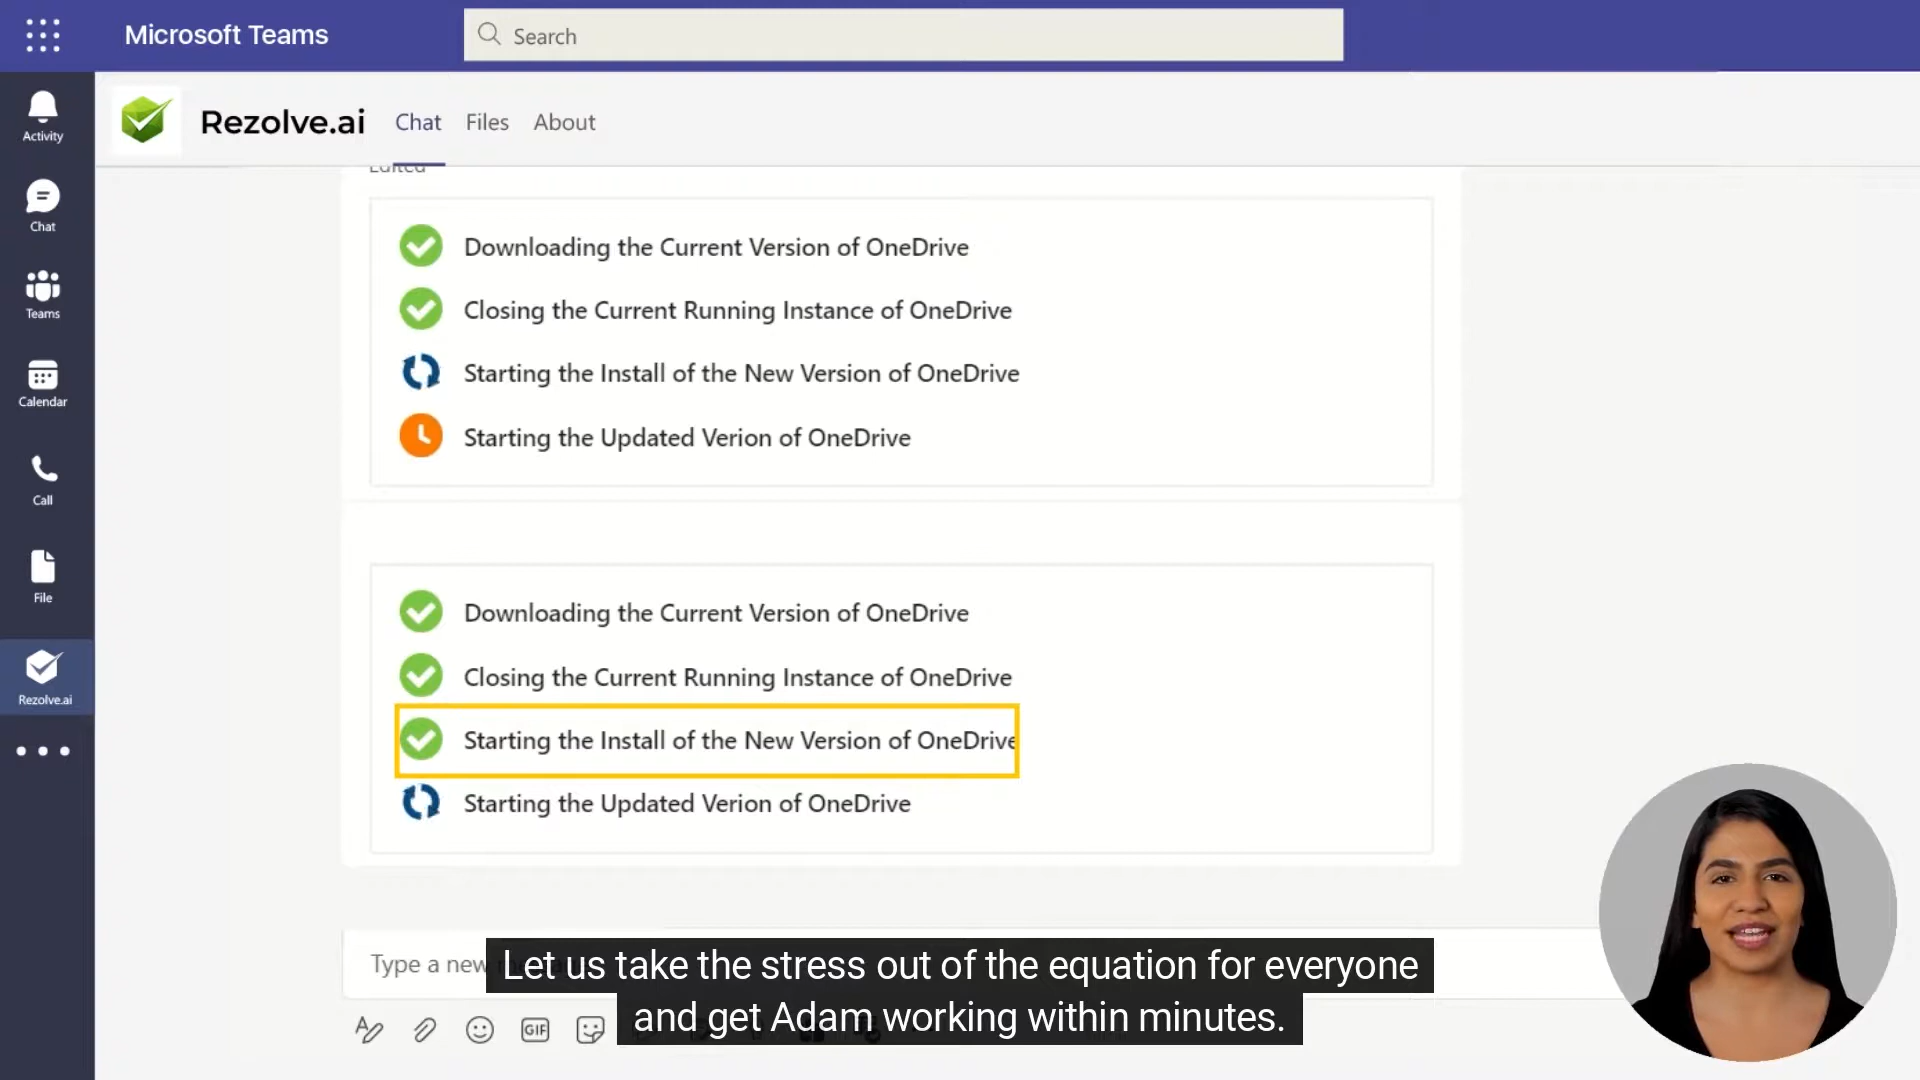 Microsoft Teams
Search
Activity
Chat
Teams
Calendar
Call
File
Rezolve.ai
Rezolve.ai
Chat
Files
About
Edited
Downloading the Current Version of OneDrive
Closing the Current Running Instance of OneDrive
Starting the Install of the New Version of OneDrive
Starting the Updated Verion of OneDrive
Downloading the Current Version of OneDrive
Closing the Current Running Instance of OneDrive
Starting the Install of the New Version of OneDrive
Starting the Updated Verion of OneDrive
Type a new
Let us take the stress out of the equation for everyone
and get Adam working within minutes.
GIF